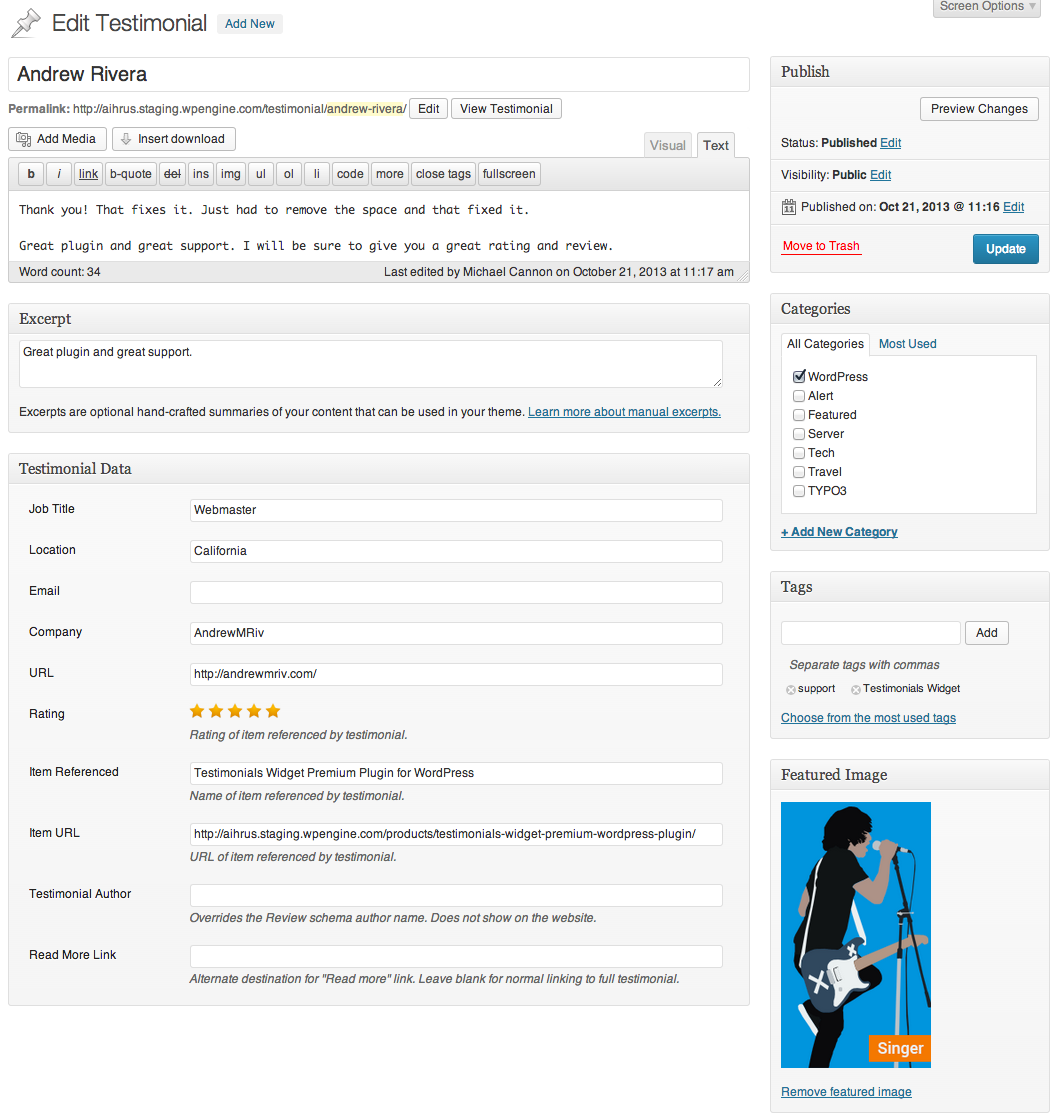 Screen Options
Edit Testimonial Add New
Andrew Rivera
Permalink: http://aihrus.staging.wpengine.com/testimonial/andrew-rivera/ Edit View Testimonial
Add Media Insert download
Visual Text
b i link b-quote del ins img ul ol li code more close tags fullscreen
Thank you! That fixes it. Just had to remove the space and that fixed it.
Great plugin and great support. I will be sure to give you a great rating and review.
Word count: 34 Last edited by Michael Cannon on October 21, 2013 at 11:17 am
Excerpt
Great plugin and great support.
Excerpts are optional hand-crafted summaries of your content that can be used in your theme. Learn more about manual excerpts.
Testimonial Data
Job Title Webmaster
Location California
Email
Company AndrewMRiv
URL http://andrewmriv.com/
Rating
Rating of item referenced by testimonial.
Item Referenced Testimonials Widget Premium Plugin for WordPress
Name of item referenced by testimonial.
Item URL http://aihrus.staging.wpengine.com/products/testimonials-widget-premium-wordpress-plugin/
URL of item referenced by testimonial.
Testimonial Author
Overrides the Review schema author name. Does not show on the website.
Read More Link
Alternate destination for "Read more" link. Leave blank for normal linking to full testimonial.
Publish
Preview Changes
Status: Published Edit
Visibility: Public Edit
11 Published on: Oct 21, 2013 @ 11:16 Edit
Move to Trash Update
Categories
All Categories Most Used
WordPress
Alert
Featured
Server
Tech
Travel
TYPO3
+ Add New Category
Tags
Add
Separate tags with commas
support Testimonials Widget
Choose from the most used tags
Featured Image
Singer
Remove featured image